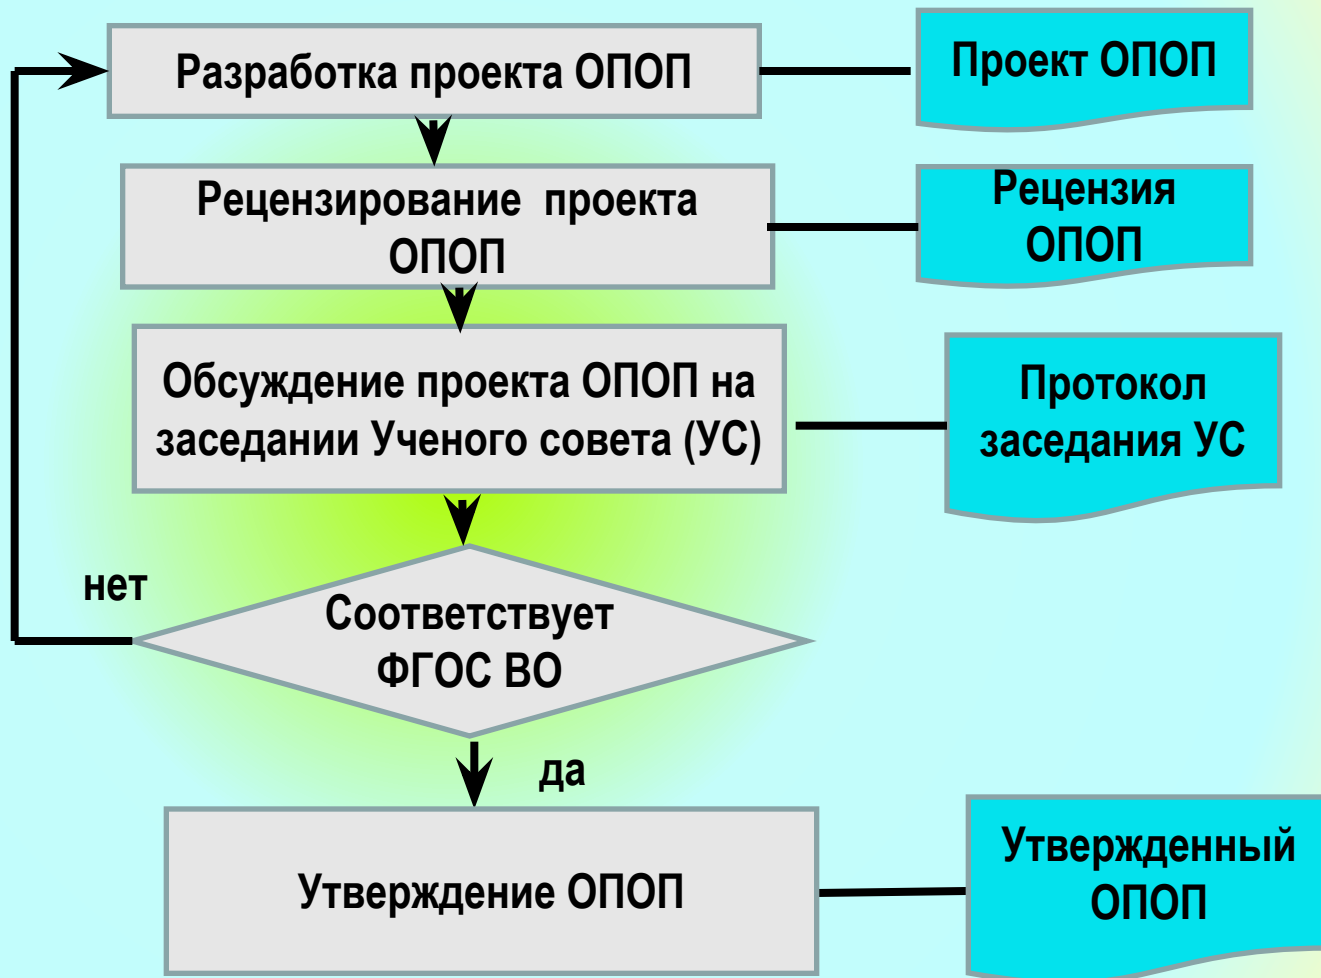 Разработка проекта ОПОП
Проект ОПОП
Рецензирование проекта
ОПОП
Рецензия
ОПОП
Обсуждение проекта ОПОП на
заседании Ученого совета (УС)
Протокол
заседания УС
нет
Соответствует
ФГОС ВО
да
Утверждение ОПОП
Утвержденный
ОПОП